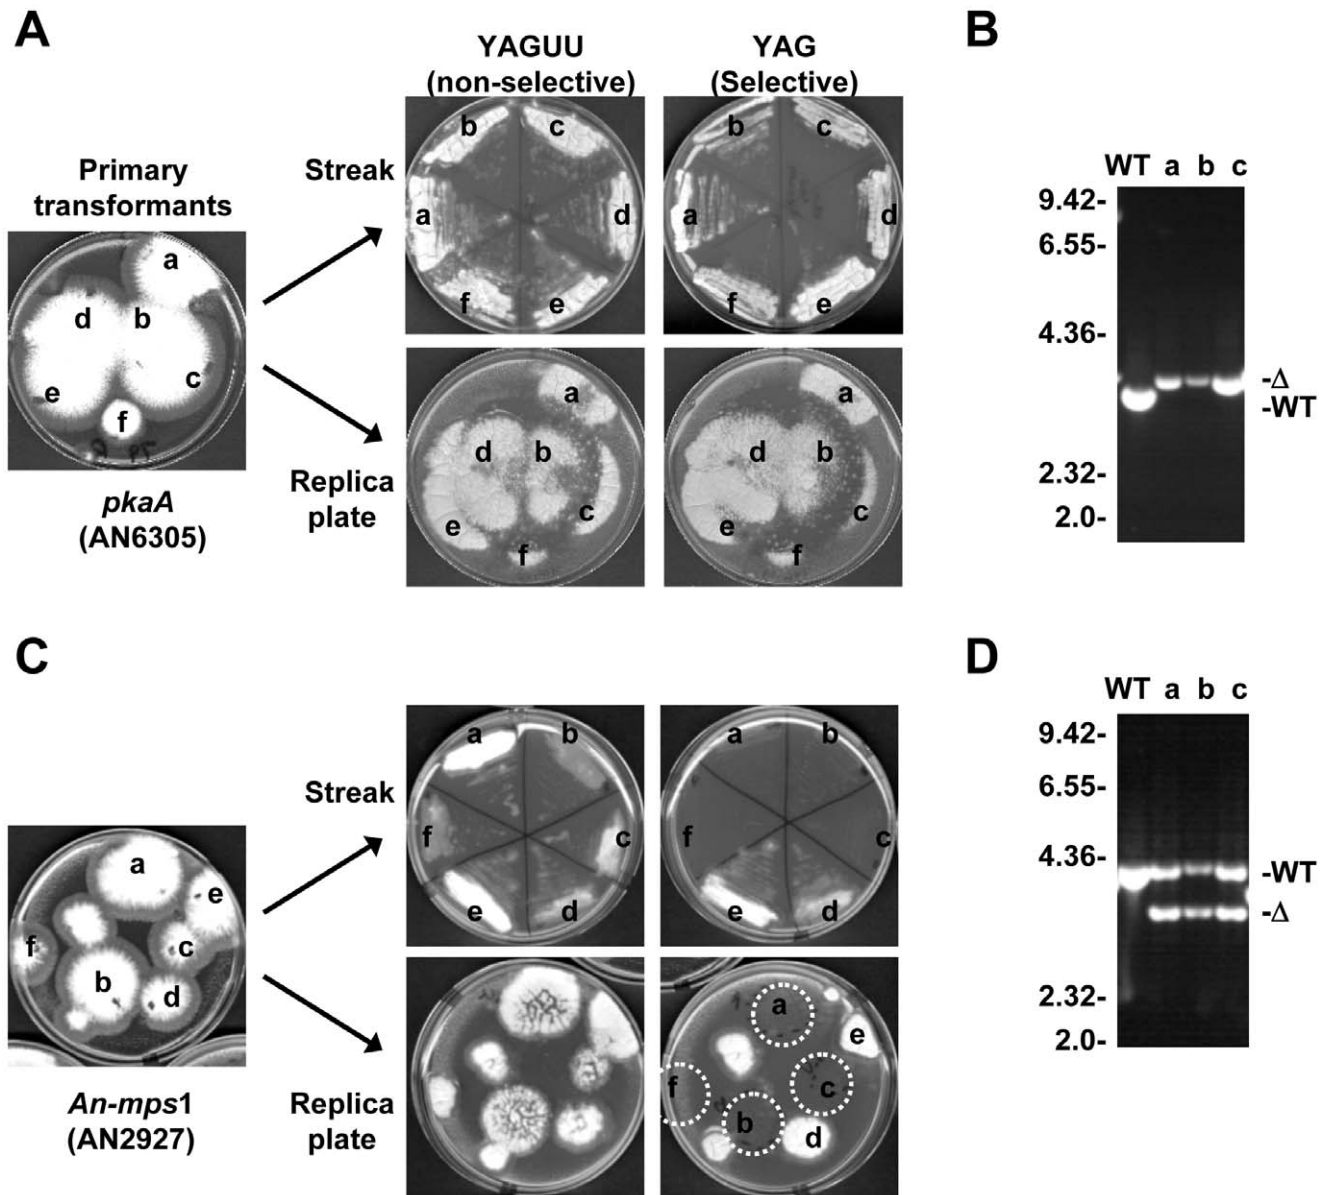 A
YAGUU
(non-selective)
YAG
(Selective)
B
Primary
transformants
Streak
b
c
a
d
f
e
b
c
a
d
f
e
a
d
b
e
c
f
pkaA
(AN6305)
Replica
plate
a
d
b
e
c
f
a
d
b
e
c
f
WT a b c
9.42-
6.55-
4.36-
2.32-
2.0-
-Δ
-WT
C
D
Streak
a
b
f
c
e
d
a
b
f
c
e
d
a
e
f
c
b
d
An-mps1
(AN2927)
Replica
plate
a
e
f
c
b
d
WT a b c
9.42-
6.55-
4.36-
2.32-
2.0-
-WT
-Δ